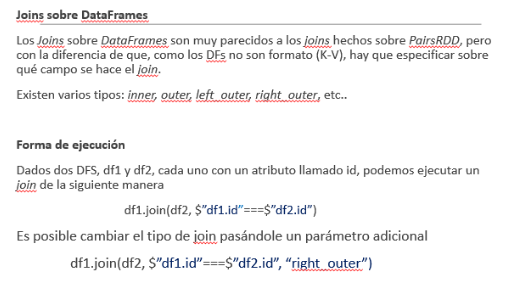 Joins sobre DataFrames
Los Joins sobre DataFrames son muy parecidos a los joins hechos sobre PairsRDD, pero
con la diferencia de que, como los DFs no son formato (K-V), hay que especificar sobre
qué campo se hace el join.
Existen varios tipos: inner, outer, left_outer, right_outer, etc..
Forma de ejecución
Dados dos DFS, df1 y df2, cada uno con un atributo llamado id, podemos ejecutar un
join de la siguiente manera
df1.join(df2, $”df1.id”===$”df2.id”)
Es posible cambiar el tipo de join pasándole un parámetro adicional
df1.join(df2, $”df1.id”===$”df2.id”, “right_outer”)